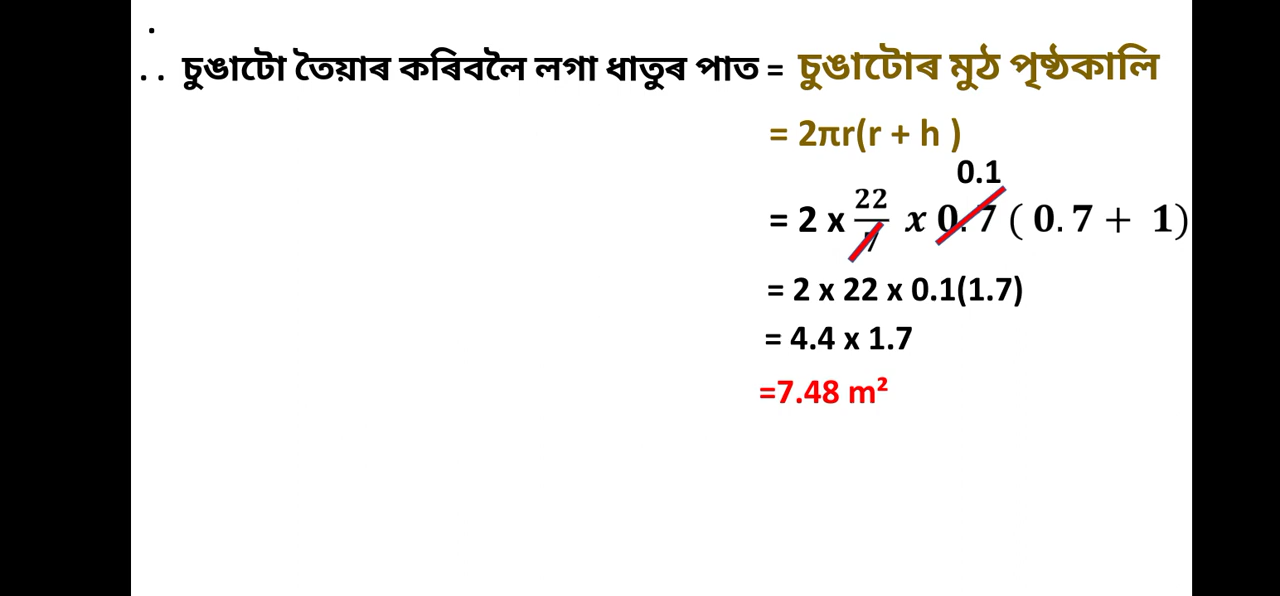 ∴ চুঙাটো তৈয়াৰ কৰিবলৈ লগা ধাতুৰ পাত = চুঙাটোৰ মুঠ পৃষ্ঠকালি
= 2πr(r + h )
0.1
= 2 x 22/7 x 0.7 ( 0.7 + 1)
= 2 x 22 x 0.1(1.7)
= 4.4 x 1.7
=7.48 m²